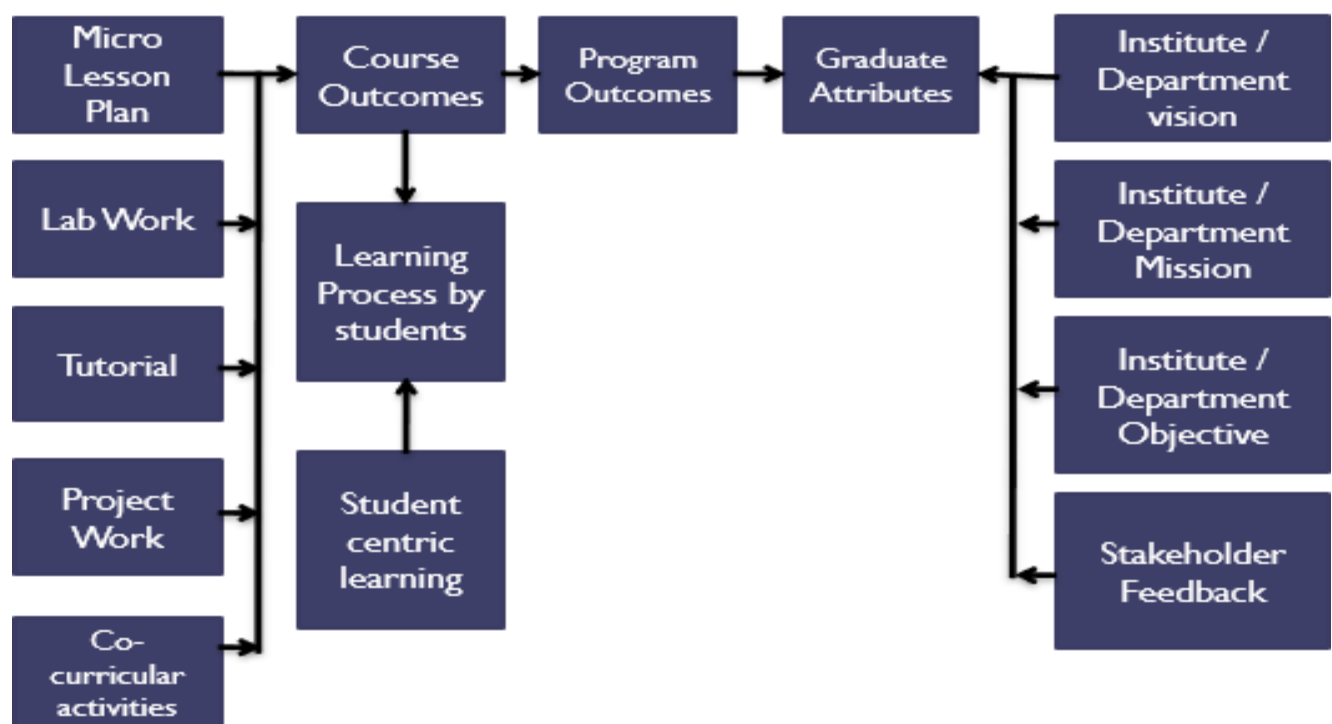 Micro
Lesson
Plan
Course
Outcomes
Program
Outcomes
Graduate
Attributes
Institute /
Department
vision
Lab Work
Learning
Process by
students
Institute /
Department
Mission
Tutorial
Institute /
Department
Objective
Project
Work
Student
centric
learning
Stakeholder
Feedback
Co-
curricular
activities